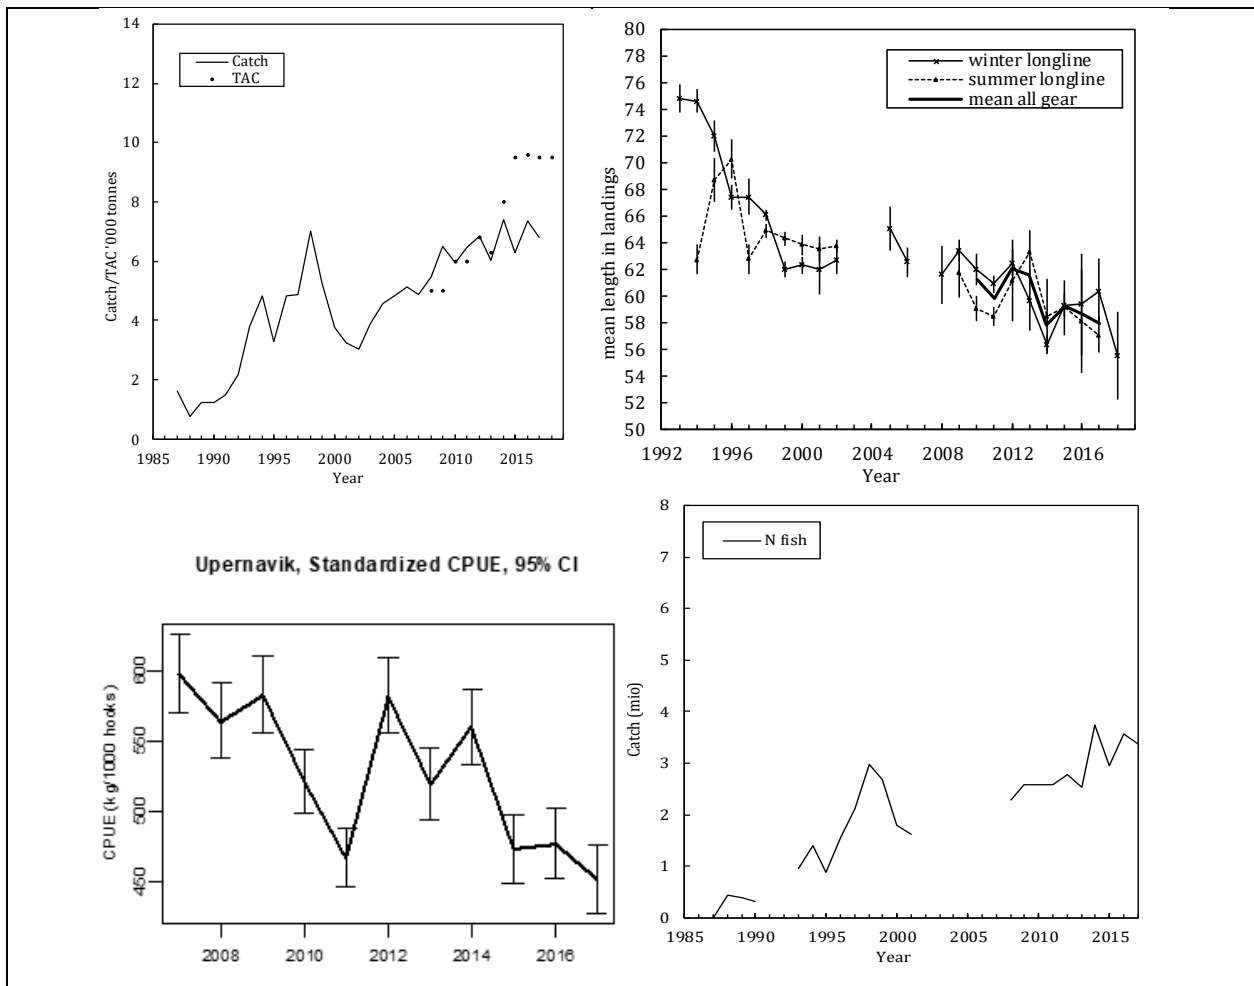 14
12
10
8
6
4
2
0
Catch/TAC '000 tonnes
Catch
TAC
1985 1990 1995 2000 2005 2010 2015
Year
80
78
76
74
72
70
68
66
64
62
60
58
56
54
52
50
mean length in landings
winter longline
summer longline
mean all gear
1992 1996 2000 2004 2008 2012 2016
Year
Upernavik, Standardized CPUE, 95% CI
600
550
500
450
CPUE (kg/1000 hooks)
2008 2010 2012 2014 2016
8
7
6
5
4
3
2
1
0
Catch (mio)
N fish
1985 1990 1995 2000 2005 2010 2015
Year